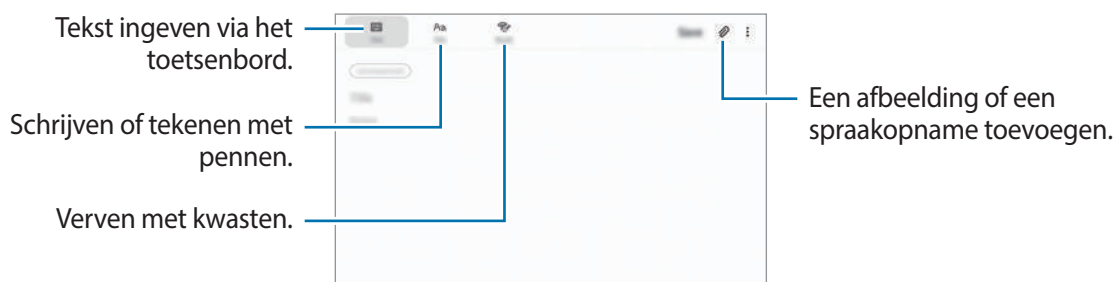 Tekst ingeven via het
toetsenbord.
Schrijven of tekenen met
pennen.
Verven met kwasten.
Aa
Een afbeelding of een
spraakopname toevoegen.